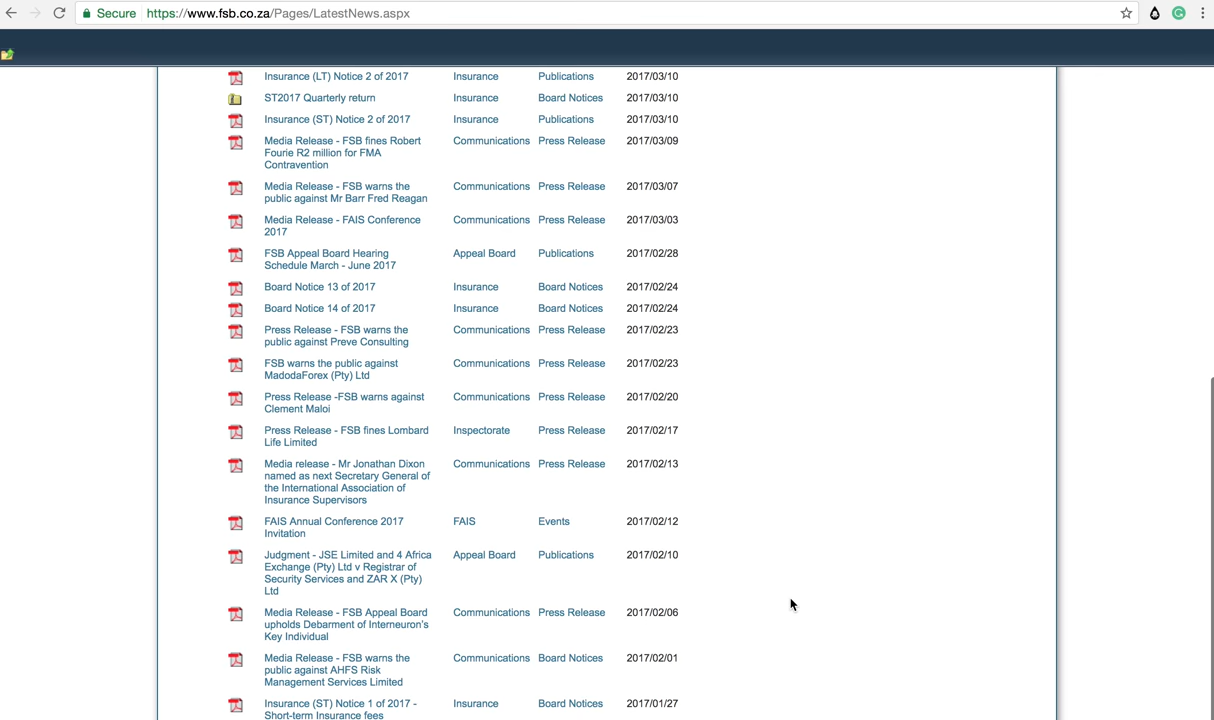 Secure https://www.fsb.co.za/Pages/LatestNews.aspx
Insurance (LT) Notice 2 of 2017 Insurance Publications 2017/03/10
ST2017 Quarterly return Insurance Board Notices 2017/03/10
Insurance (ST) Notice 2 of 2017 Insurance Publications 2017/03/10
Media Release - FSB fines Robert Communications Press Release 2017/03/09
Fourie R2 million for FMA
Contravention
Media Release - FSB warns the Communications Press Release 2017/03/07
public against Mr Barr Fred Reagan
Media Release - FAIS Conference Communications Press Release 2017/03/03
2017
FSB Appeal Board Hearing Appeal Board Publications 2017/02/28
Schedule March - June 2017
Board Notice 13 of 2017 Insurance Board Notices 2017/02/24
Board Notice 14 of 2017 Insurance Board Notices 2017/02/24
Press Release - FSB warns the Communications Press Release 2017/02/23
public against Preve Consulting
FSB warns the public against Communications Press Release 2017/02/23
MadodaForex (Pty) Ltd
Press Release -FSB warns against Communications Press Release 2017/02/20
Clement Maloi
Press Release - FSB fines Lombard Inspectorate Press Release 2017/02/17
Life Limited
Media release - Mr Jonathan Dixon Communications Press Release 2017/02/13
named as next Secretary General of
the International Association of
Insurance Supervisors
FAIS Annual Conference 2017 FAIS Events 2017/02/12
Invitation
Judgment - JSE Limited and 4 Africa Appeal Board Publications 2017/02/10
Exchange (Pty) Ltd v Registrar of
Security Services and ZAR X (Pty)
Ltd
Media Release - FSB Appeal Board Communications Press Release 2017/02/06
upholds Debarment of Interneuron's
Key Individual
Media Release - FSB warns the Communications Board Notices 2017/02/01
public against AHFS Risk
Management Services Limited
Insurance (ST) Notice 1 of 2017 - Insurance Board Notices 2017/01/27
Short-term Insurance fees